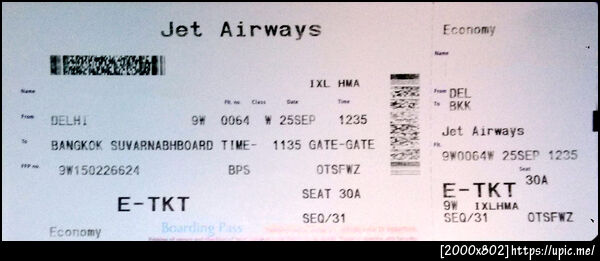 Jet Airways
IXL HMA
Name
Flt. no. Class Date Time
From DELHI 9W 0064 W 25SEP 1235
To BANGKOK SUVARNABHBOARD TIME- 1135 GATE-GATE
FFP no. 9W150226624 BPS OTSFWZ
E-TKT SEAT 30A
SEQ/31
Boarding Pass
Economy
Economy
Name
From DEL
To BKK
Jet Airways
Flt.
9W0064W 25SEP 1235
Seat
E-TKT 30A
9W IXLHMA
SEQ/31 OTSFWZ
[2000x802]https://upic.me/